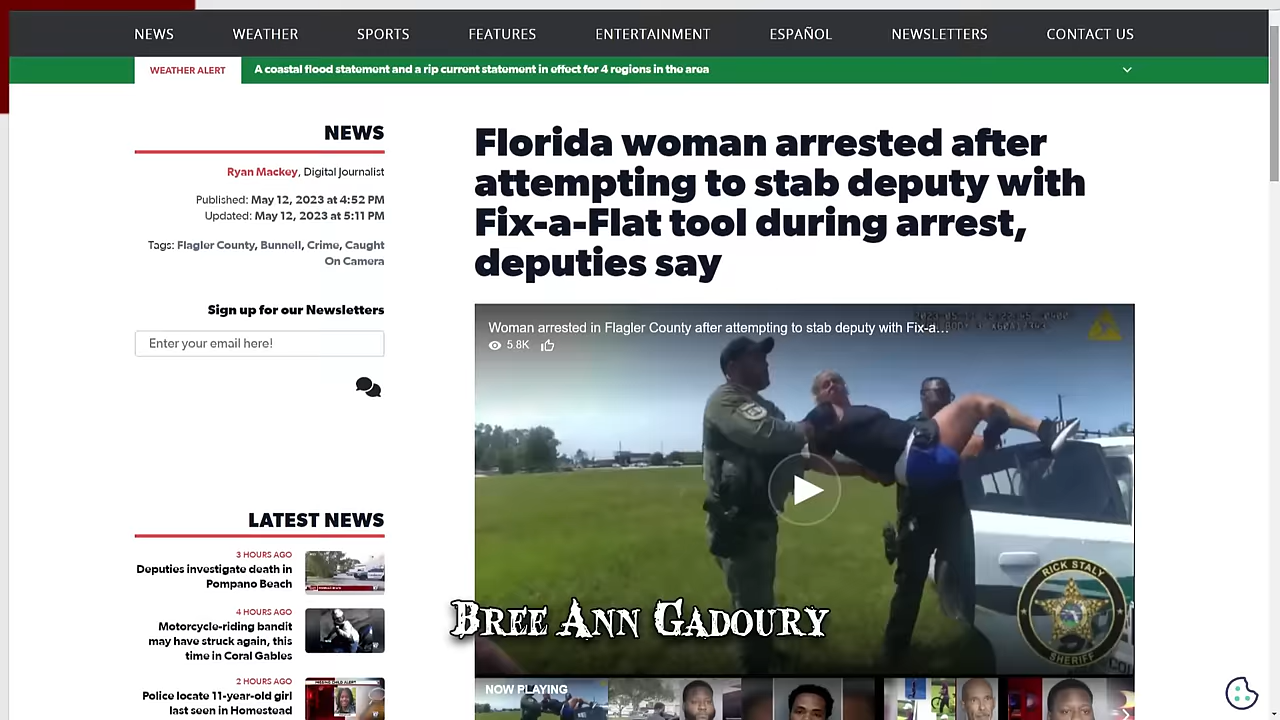 NEWS WEATHER SPORTS FEATURES ENTERTAINMENT ESPAÑOL NEWSLETTERS CONTACT US
WEATHER ALERT A coastal flood statement and a rip current statement in effect for 4 regions in the area
NEWS
Ryan Mackey, Digital Journalist
Published: May 12, 2023 at 4:52 PM
Updated: May 12, 2023 at 5:11 PM
Tags: Flagler County, Bunnell, Crime, Caught
On Camera
Sign up for our Newsletters
Enter your email here!
LATEST NEWS
3 HOURS AGO
Deputies investigate death in
Pompano Beach
4 HOURS AGO
Motorcycle-riding bandit
may have struck again, this
time in Coral Gables
2 HOURS AGO
Police locate 11-year-old girl
last seen in Homestead
Florida woman arrested after
attempting to stab deputy with
Fix-a-Flat tool during arrest,
deputies say
Woman arrested in Flagler County after attempting to stab deputy with Fix-a...
5.8K
RICK STALY
SHERIFF
Bree Ann Gadoury
NOW PLAYING